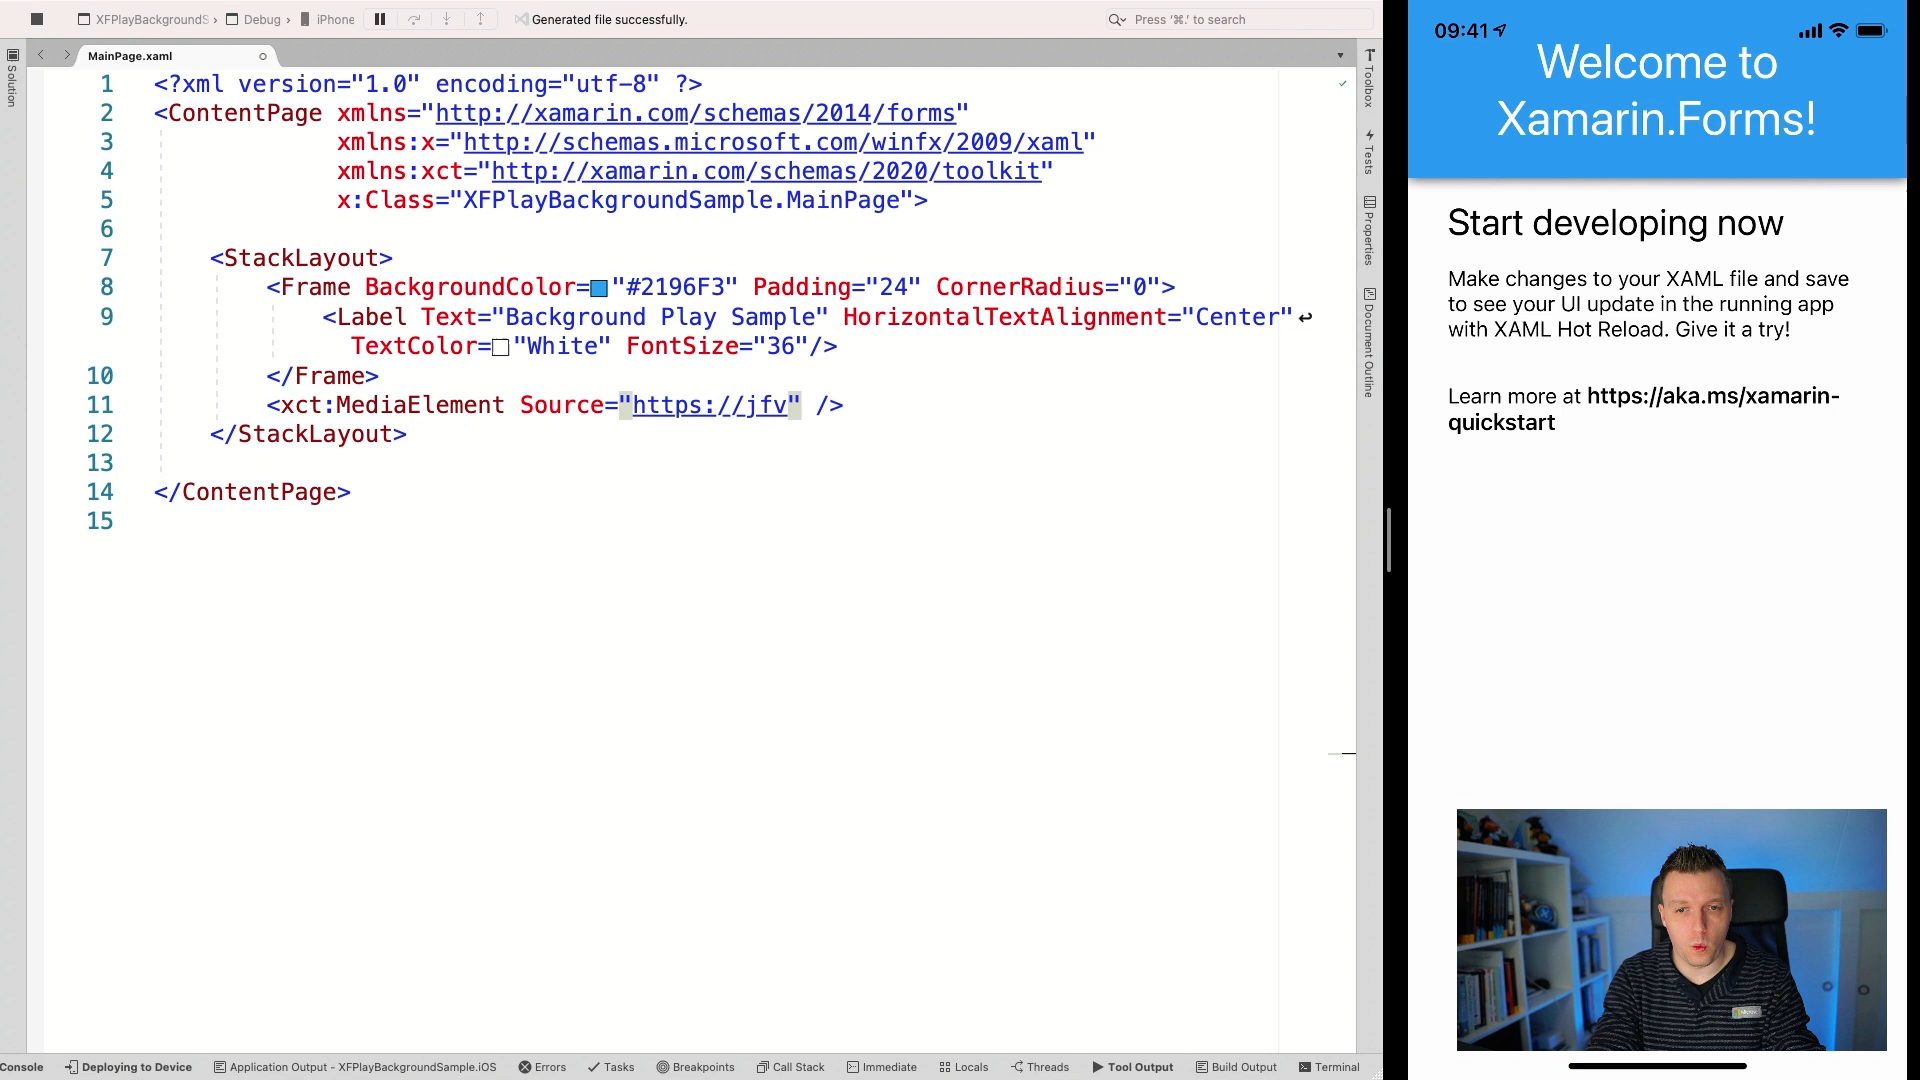 XFPlayBackgroundS › Debug › iPhone
Generated file successfully.
Press '⌘.' to search
Solution
MainPage.xaml
1 <?xml version="1.0" encoding="utf-8" ?>
2 <ContentPage xmlns="http://xamarin.com/schemas/2014/forms"
3 xmlns:x="http://schemas.microsoft.com/winfx/2009/xaml"
4 xmlns:xct="http://xamarin.com/schemas/2020/toolkit"
5 x:Class="XFPlayBackgroundSample.MainPage">
6
7 <StackLayout>
8 <Frame BackgroundColor="#2196F3" Padding="24" CornerRadius="0">
9 <Label Text="Background Play Sample" HorizontalTextAlignment="Center"
TextColor="White" FontSize="36"/>
10 </Frame>
11 <xct:MediaElement Source="https://jfv" />
12 </StackLayout>
13
14 </ContentPage>
15
Toolbox
Tests
Properties
Document Outline
Console
Deploying to Device
Application Output - XFPlayBackgroundSample.iOS
Errors
Tasks
Breakpoints
Call Stack
Immediate
Locals
Threads
Tool Output
Build Output
Terminal
09:41
Welcome to
Xamarin.Forms!
Start developing now
Make changes to your XAML file and save
to see your UI update in the running app
with XAML Hot Reload. Give it a try!
Learn more at https://aka.ms/xamarin-
quickstart